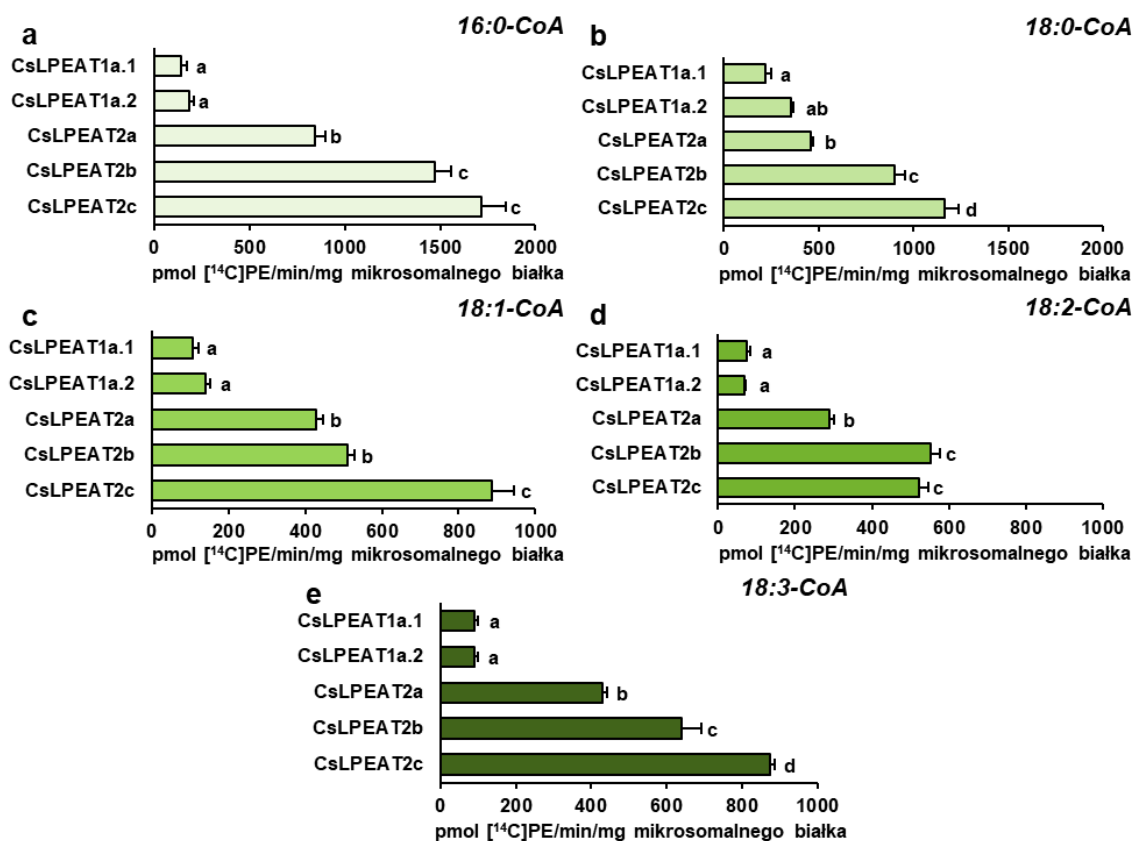 a
16:0-CoA
CsLPEAT1a.1
a
CsLPEAT1a.2
a
CsLPEAT2a
b
CsLPEAT2b
c
CsLPEAT2c
c
0 500 1000 1500 2000
pmol [¹⁴C]PE/min/mg mikrosomalnego białka
b
18:0-CoA
CsLPEAT1a.1
a
CsLPEAT1a.2
ab
CsLPEAT2a
b
CsLPEAT2b
c
CsLPEAT2c
d
0 500 1000 1500 2000
pmol [¹⁴C]PE/min/mg mikrosomalnego białka
c
18:1-CoA
CsLPEAT1a.1
a
CsLPEAT1a.2
a
CsLPEAT2a
b
CsLPEAT2b
b
CsLPEAT2c
c
0 200 400 600 800 1000
pmol [¹⁴C]PE/min/mg mikrosomalnego białka
d
18:2-CoA
CsLPEAT1a.1
a
CsLPEAT1a.2
a
CsLPEAT2a
b
CsLPEAT2b
c
CsLPEAT2c
c
0 200 400 600 800 1000
pmol [¹⁴C]PE/min/mg mikrosomalnego białka
e
18:3-CoA
CsLPEAT1a.1
a
CsLPEAT1a.2
a
CsLPEAT2a
b
CsLPEAT2b
c
CsLPEAT2c
d
0 200 400 600 800 1000
pmol [¹⁴C]PE/min/mg mikrosomalnego białka